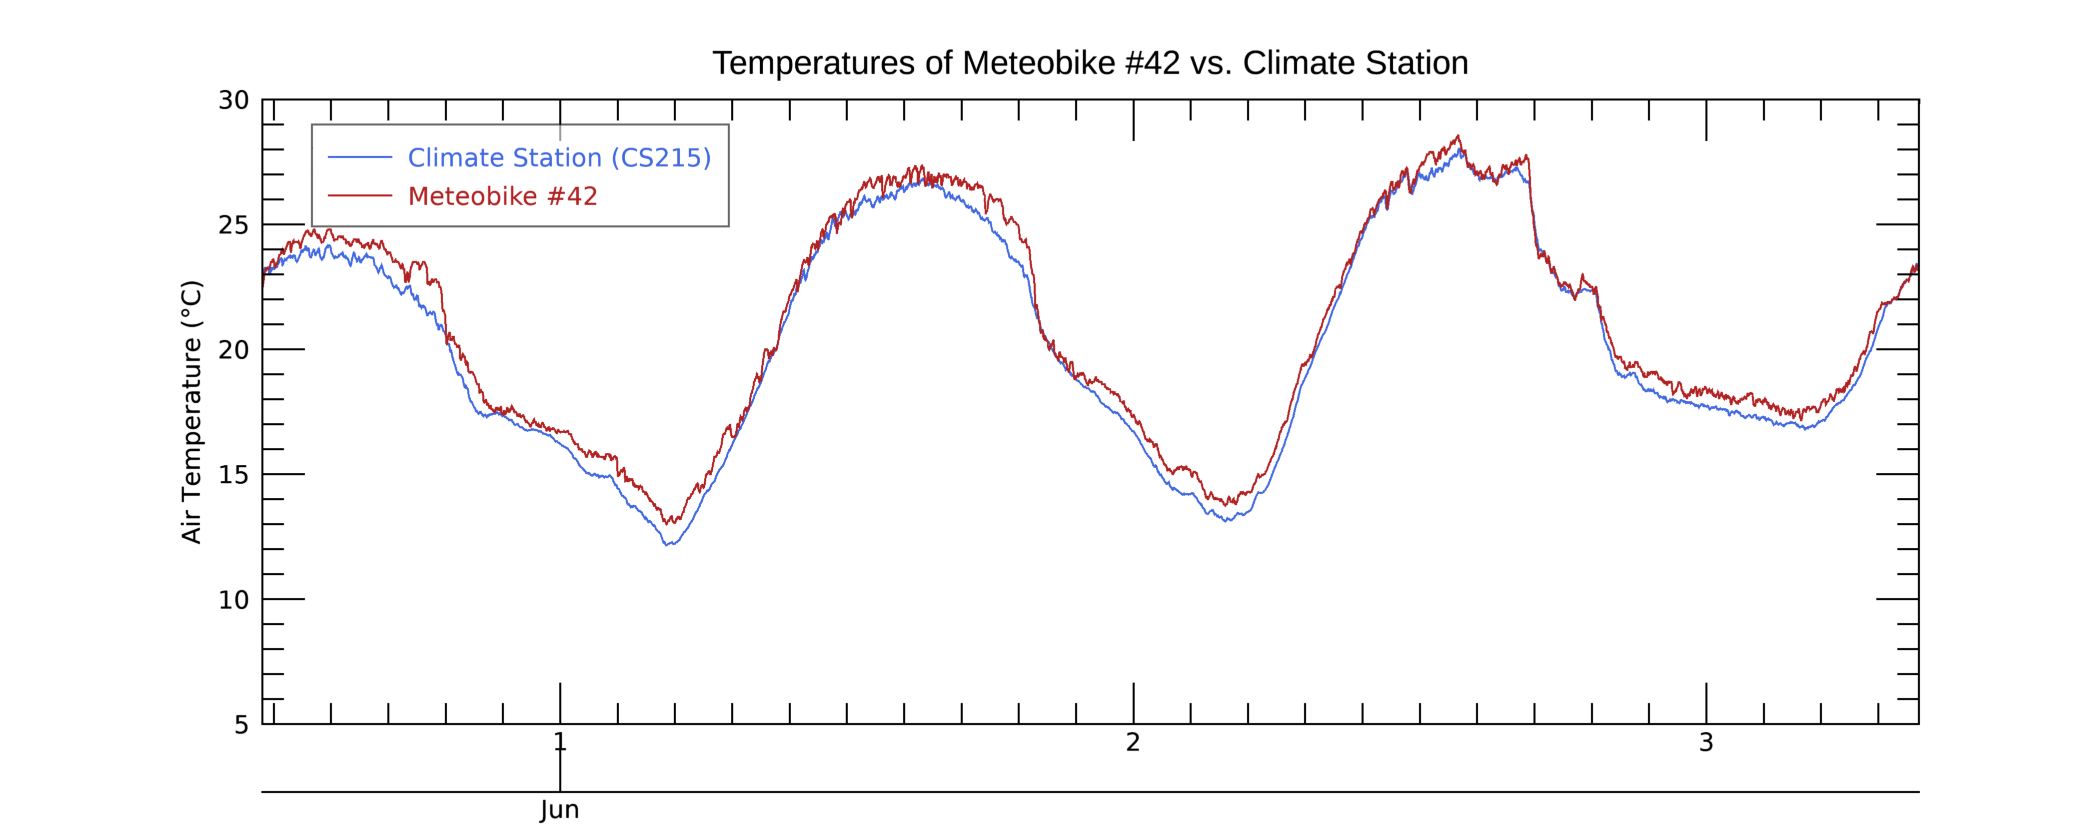 Temperatures of Meteobike #42 vs. Climate Station
30
Climate Station (CS215)
Meteobike #42
25
20
15
10
5
Air Temperature (°C)
1 2 3
Jun